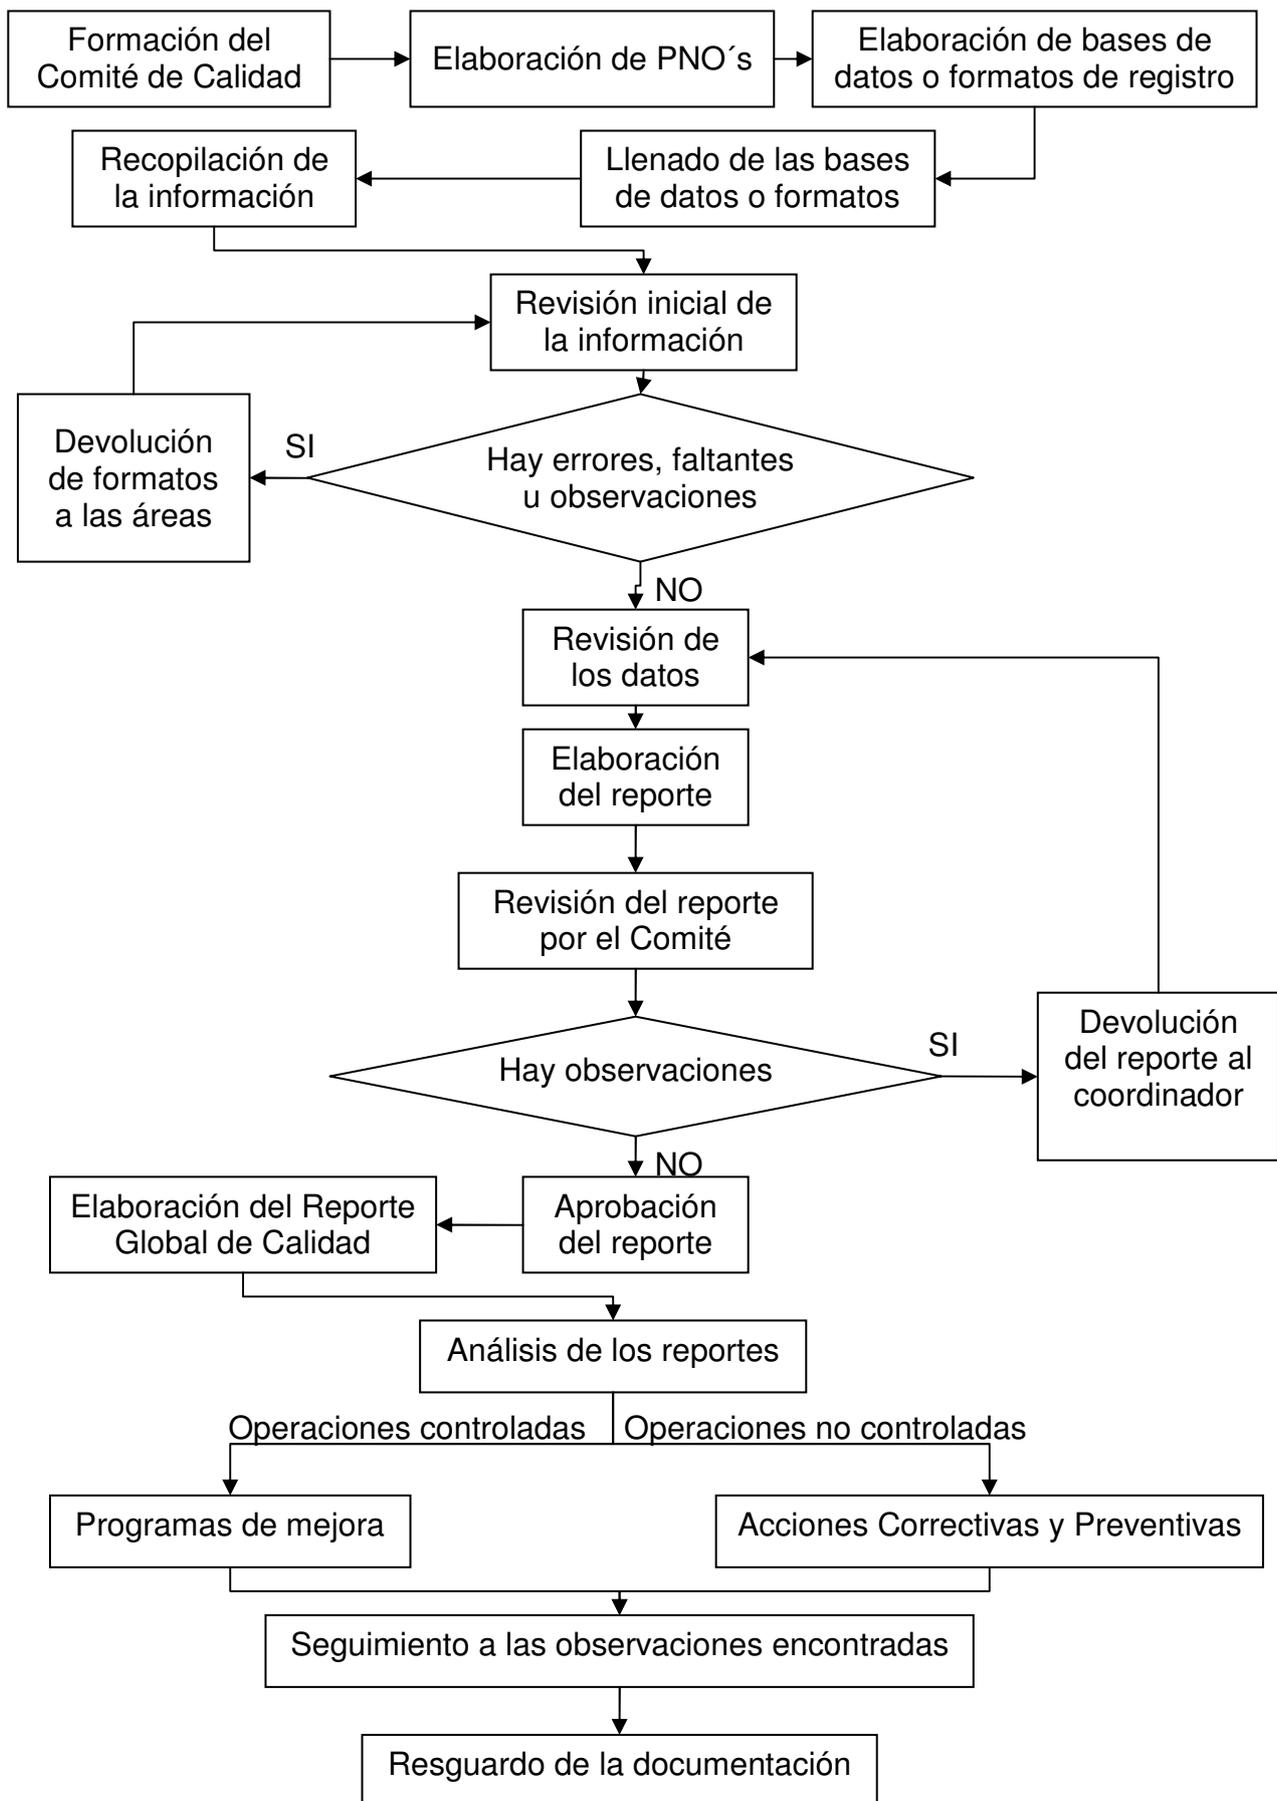 Formación del
Comité de Calidad
Elaboración de PNO´s
Elaboración de bases de
datos o formatos de registro
Recopilación de
la información
Llenado de las bases
de datos o formatos
Revisión inicial de
la información
Devolución
de formatos
a las áreas
SI
Hay errores, faltantes
u observaciones
NO
Revisión de
los datos
Elaboración
del reporte
Revisión del reporte
por el Comité
Hay observaciones
SI
Devolución
del reporte al
coordinador
NO
Elaboración del Reporte
Global de Calidad
Aprobación
del reporte
Análisis de los reportes
Operaciones controladas
Operaciones no controladas
Programas de mejora
Acciones Correctivas y Preventivas
Seguimiento a las observaciones encontradas
Resguardo de la documentación